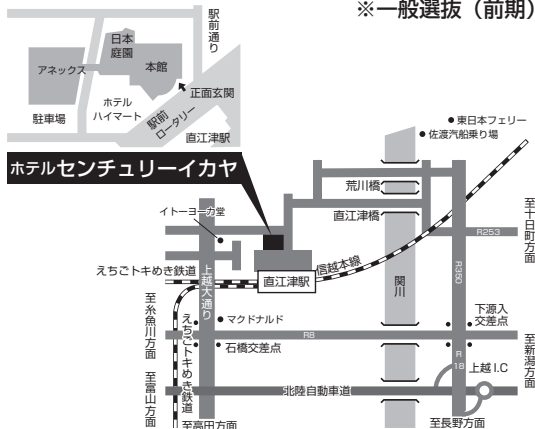 ※一般選抜（前期）
駅前通り
日本
庭園
アネックス
本館
正面玄関
ホテル
ハイマート
駅前
ロータリー
駐車場
直江津駅
ホテルセンチュリーイカヤ
東日本フェリー
佐渡汽船乗り場
荒川橋
直江津橋
イトーヨーカ堂
R253
至十日町方面
えちごトキめき鉄道
上越大通り
直江津駅
信越本線
関川
R350
至糸魚川方面
えちごトキめき鉄道
マクドナルド
下源入
交差点
R8
石橋交差点
R
18
上越I.C
至新潟方面
至富山方面
北陸自動車道
至高田方面
至長野方面